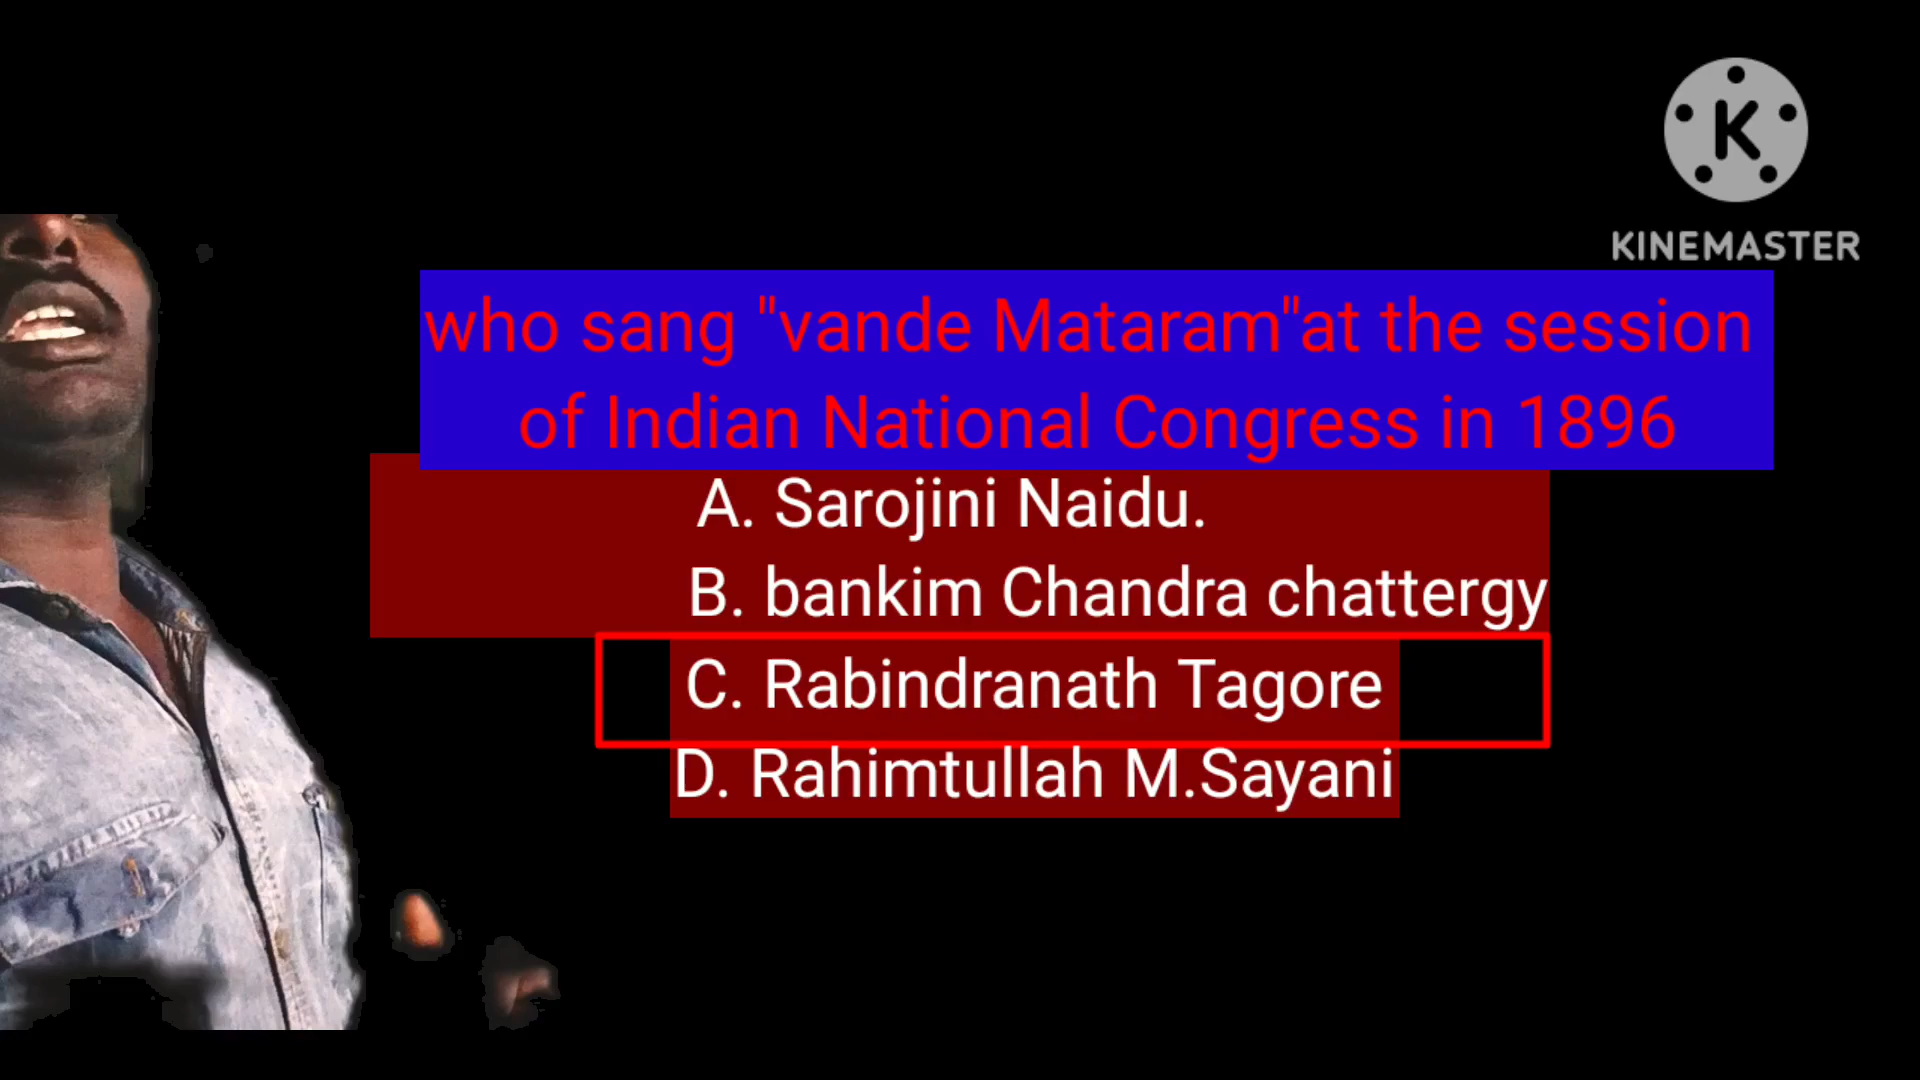 K
KINEMASTER
who sang "vande Mataram"at the session
of Indian National Congress in 1896
A. Sarojini Naidu.
B. bankim Chandra chattergy
C. Rabindranath Tagore
D. Rahimtullah M.Sayani